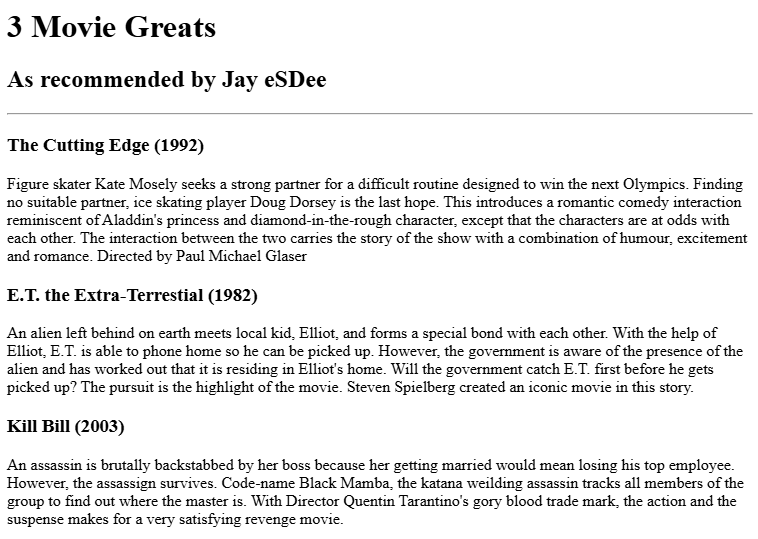 3 Movie Greats
As recommended by Jay eSDee
The Cutting Edge (1992)
Figure skater Kate Mosely seeks a strong partner for a difficult routine designed to win the next Olympics. Finding
no suitable partner, ice skating player Doug Dorsey is the last hope. This introduces a romantic comedy interaction
reminiscent of Aladdin's princess and diamond-in-the-rough character, except that the characters are at odds with
each other. The interaction between the two carries the story of the show with a combination of humour, excitement
and romance. Directed by Paul Michael Glaser
E.T. the Extra-Terrestial (1982)
An alien left behind on earth meets local kid, Elliot, and forms a special bond with each other. With the help of
Elliot, E.T. is able to phone home so he can be picked up. However, the government is aware of the presence of the
alien and has worked out that it is residing in Elliot's home. Will the government catch E.T. first before he gets
picked up? The pursuit is the highlight of the movie. Steven Spielberg created an iconic movie in this story.
Kill Bill (2003)
An assassin is brutally backstabbed by her boss because her getting married would mean losing his top employee.
However, the assassign survives. Code-name Black Mamba, the katana weilding assassin tracks all members of the
group to find out where the master is. With Director Quentin Tarantino's gory blood trade mark, the action and the
suspense makes for a very satisfying revenge movie.